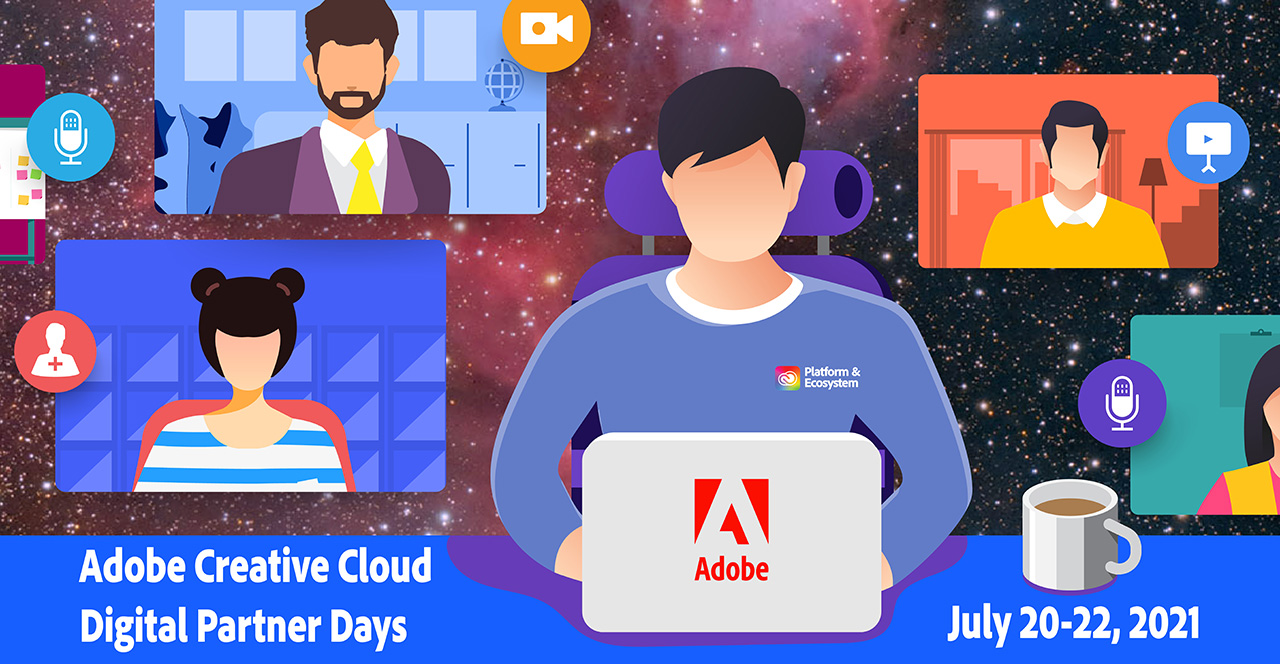 Platform &
Ecosystem
Adobe
Adobe Creative Cloud
Digital Partner Days
July 20-22, 2021